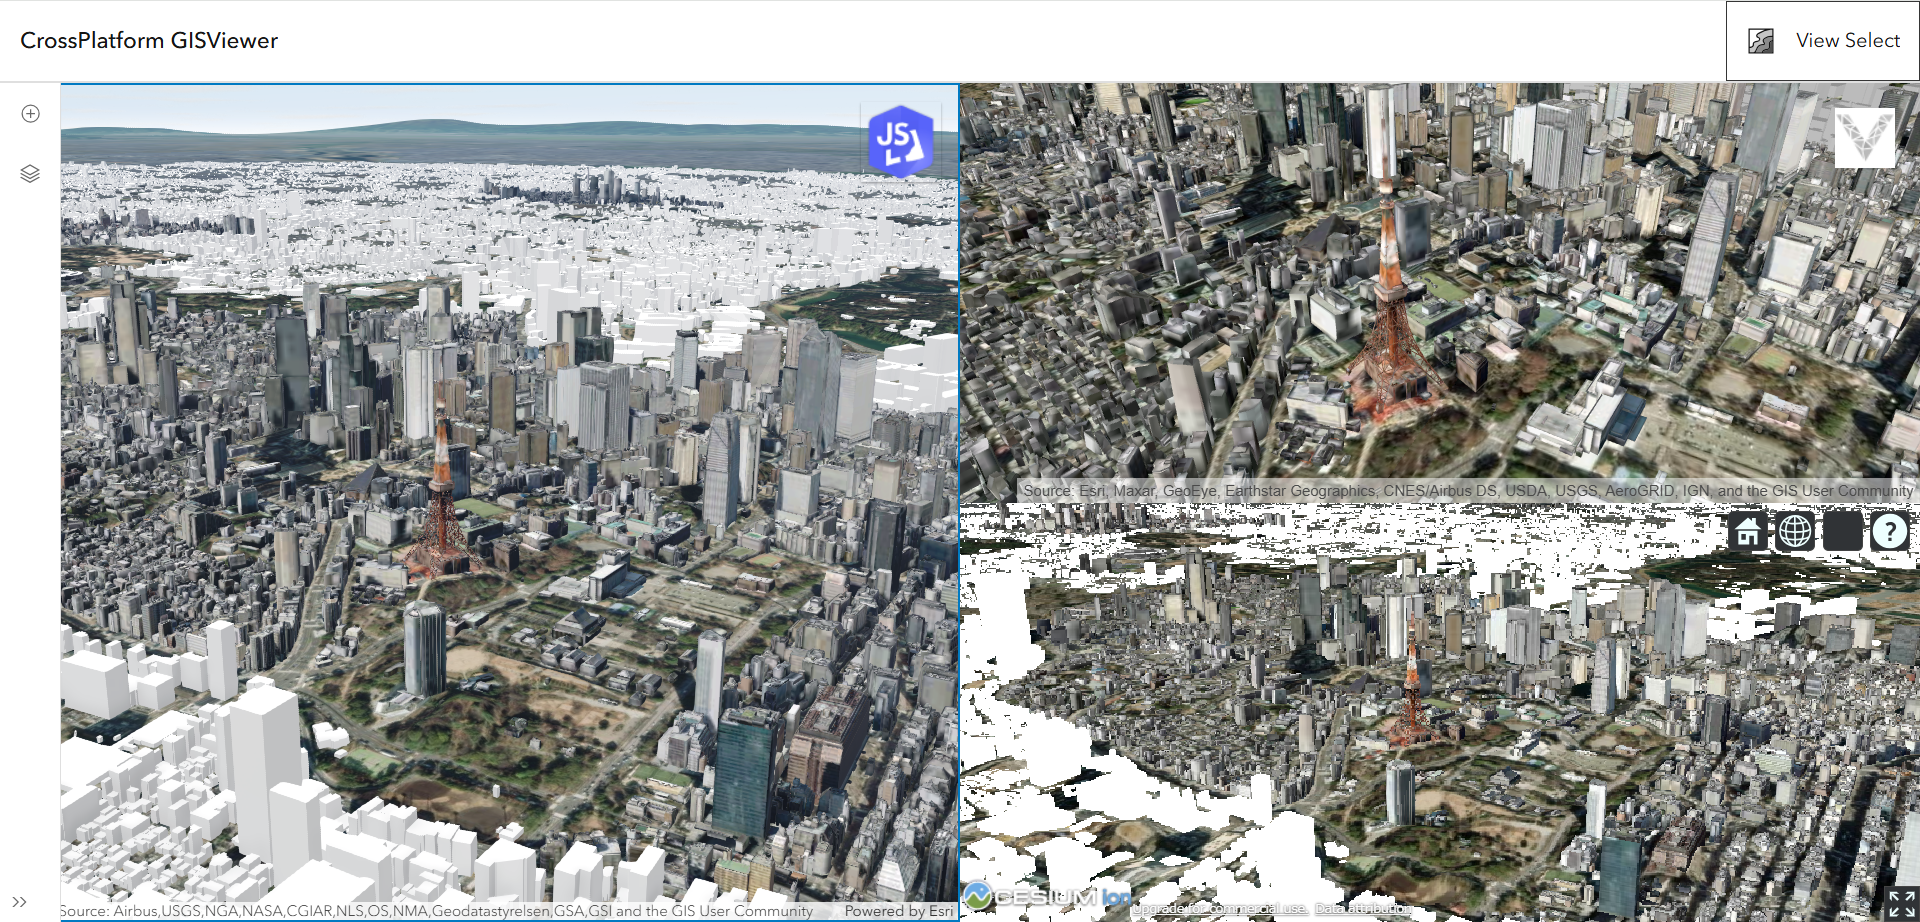 CrossPlatform GISViewer
View Select
JS
Source: Airbus,USGS,NGA,NASA,CGIAR,NLS,OS,NMA,Geodatastyrelsen,GSA,GSI and the GIS User Community
Powered by Esri
Source: Esri, Maxar, GeoEye, Earthstar Geographics, CNES/Airbus DS, USDA, USGS, AeroGRID, IGN, and the GIS User Community
?
CESIUM ion
Upgrade for commercial use. Data attribution